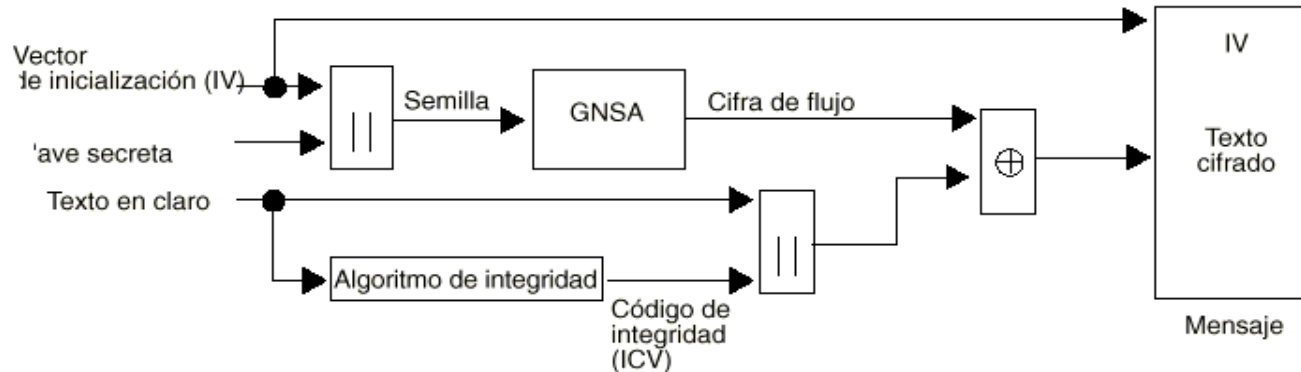 Vector
de inicialización (IV)
'ave secreta
Texto en claro
||
Semilla
GNSA
Cifra de flujo
Algoritmo de integridad
Código de
integridad
(ICV)
||
⊕
IV
Texto
cifrado
Mensaje